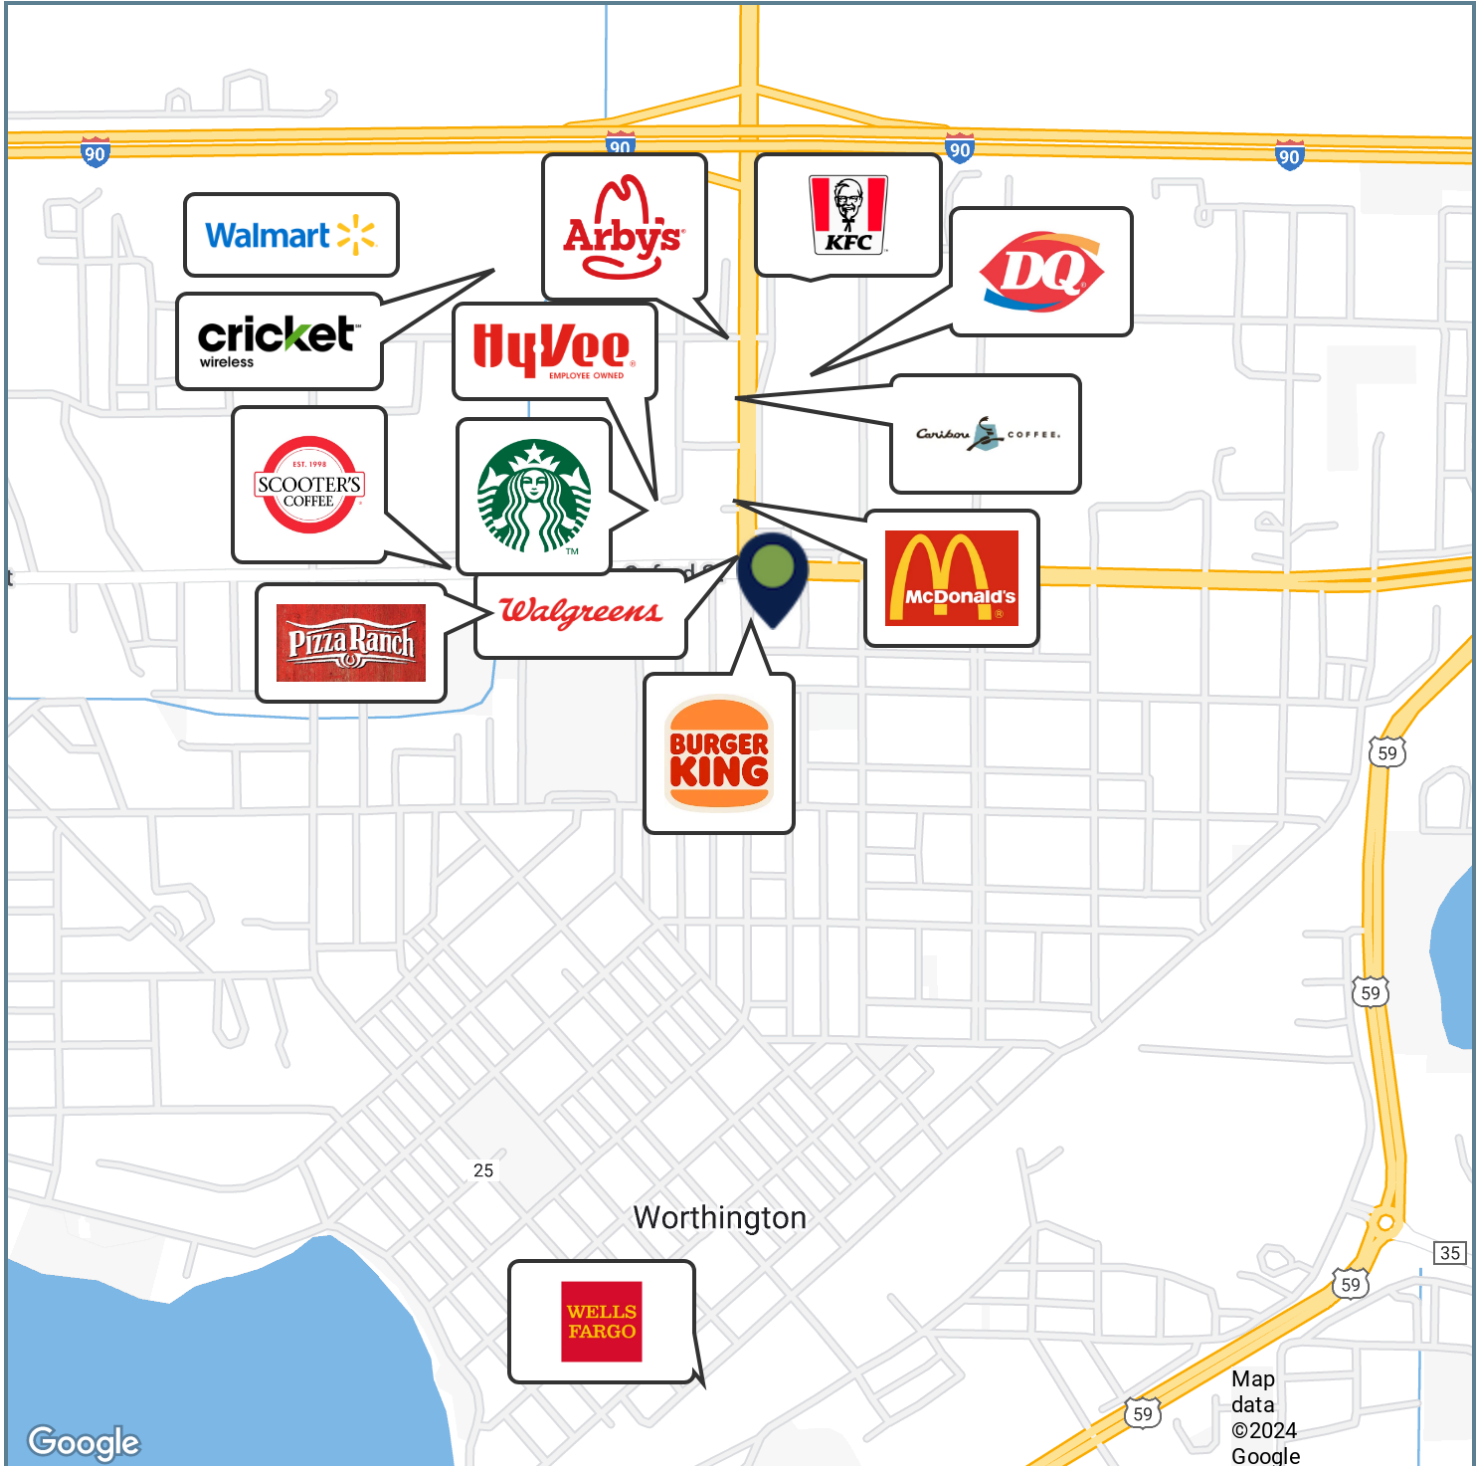 90
90
90
90
Walmart
Arby's
KFC
DQ
cricket
wireless
HyVee
EMPLOYEE OWNED
Caribou COFFEE
EST. 1998
SCOOTER'S
COFFEE
TM
McDonald's
Walgreens
Pizza Ranch
BURGER
KING
59
59
25
Worthington
35
59
WELLS
FARGO
59
Map
data
©2024
Google
Google